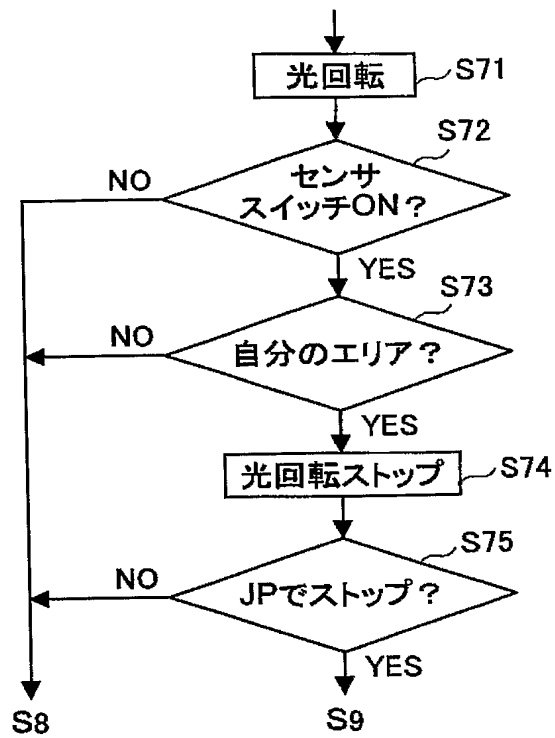 光回転
S71
S72
センサ
スイッチON？
NO
YES
S73
自分のエリア？
NO
YES
光回転ストップ
S74
S75
JPでストップ？
NO
YES
S8
S9